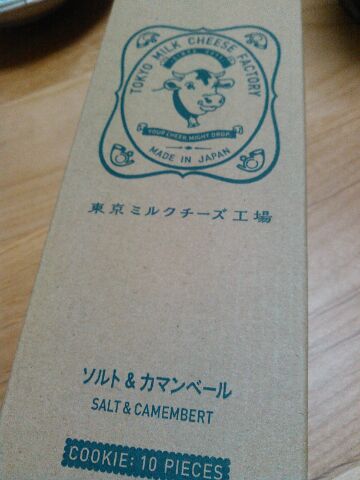 TOKYO MILK CHEESE FACTORY
YOUR CHEEK MIGHT DROP.
MADE IN JAPAN
東京ミルクチーズ工場
ソルト&カマンベール
SALT & CAMEMBERT
COOKIE: 10 PIECES